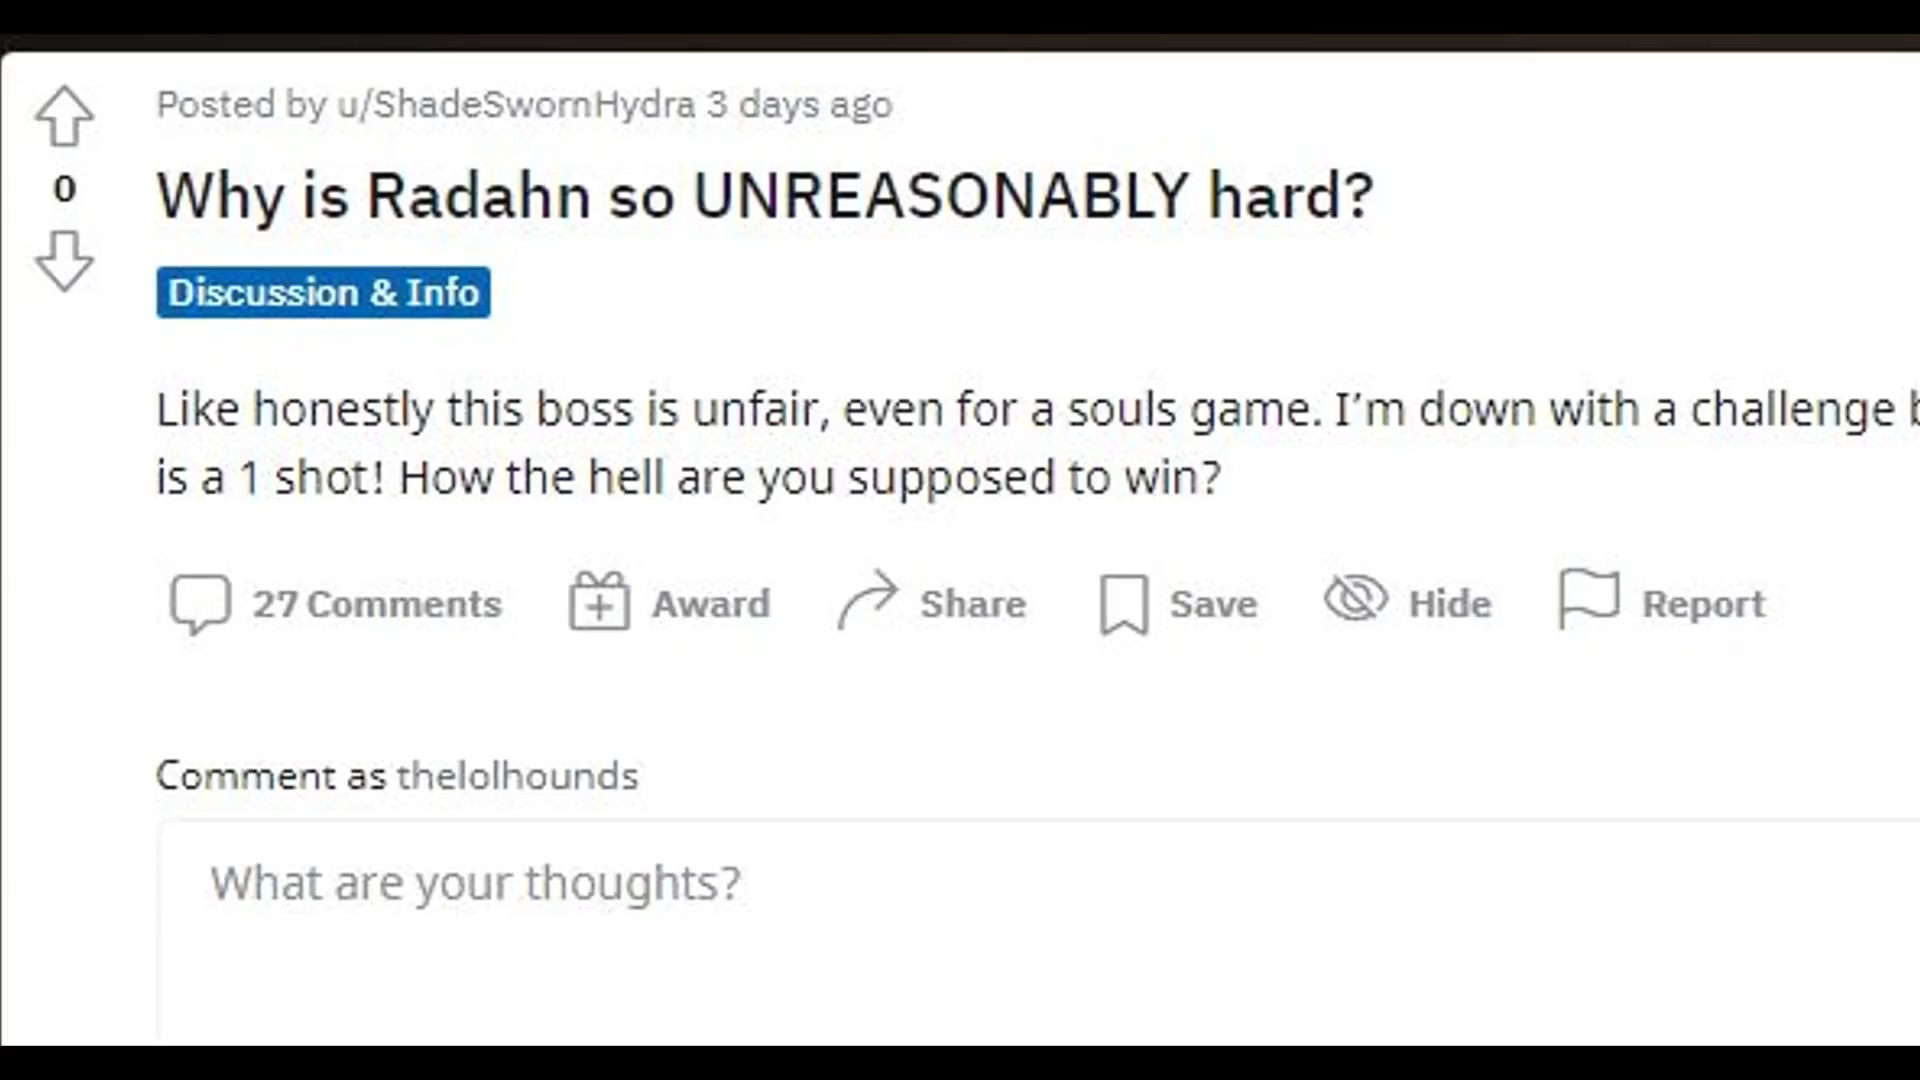 Posted by u/ShadeSwornHydra 3 days ago
0
Why is Radahn so UNREASONABLY hard?
Discussion & Info
Like honestly this boss is unfair, even for a souls game. I'm down with a challenge
is a 1 shot! How the hell are you supposed to win?
27 Comments Award Share Save Hide Report
Comment as thelolhounds
What are your thoughts?